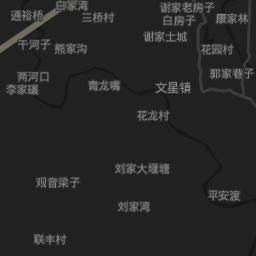 白家湾
谢家老房子
通裕桥
三桥村
白房子
康家林
谢家土城
干河子
熊家沟
花园村
两河口
郭家巷子
李家碾
青龙嘴
文星镇
花龙村
刘家大堰塘
观音梁子
平安渡
刘家湾
联丰村